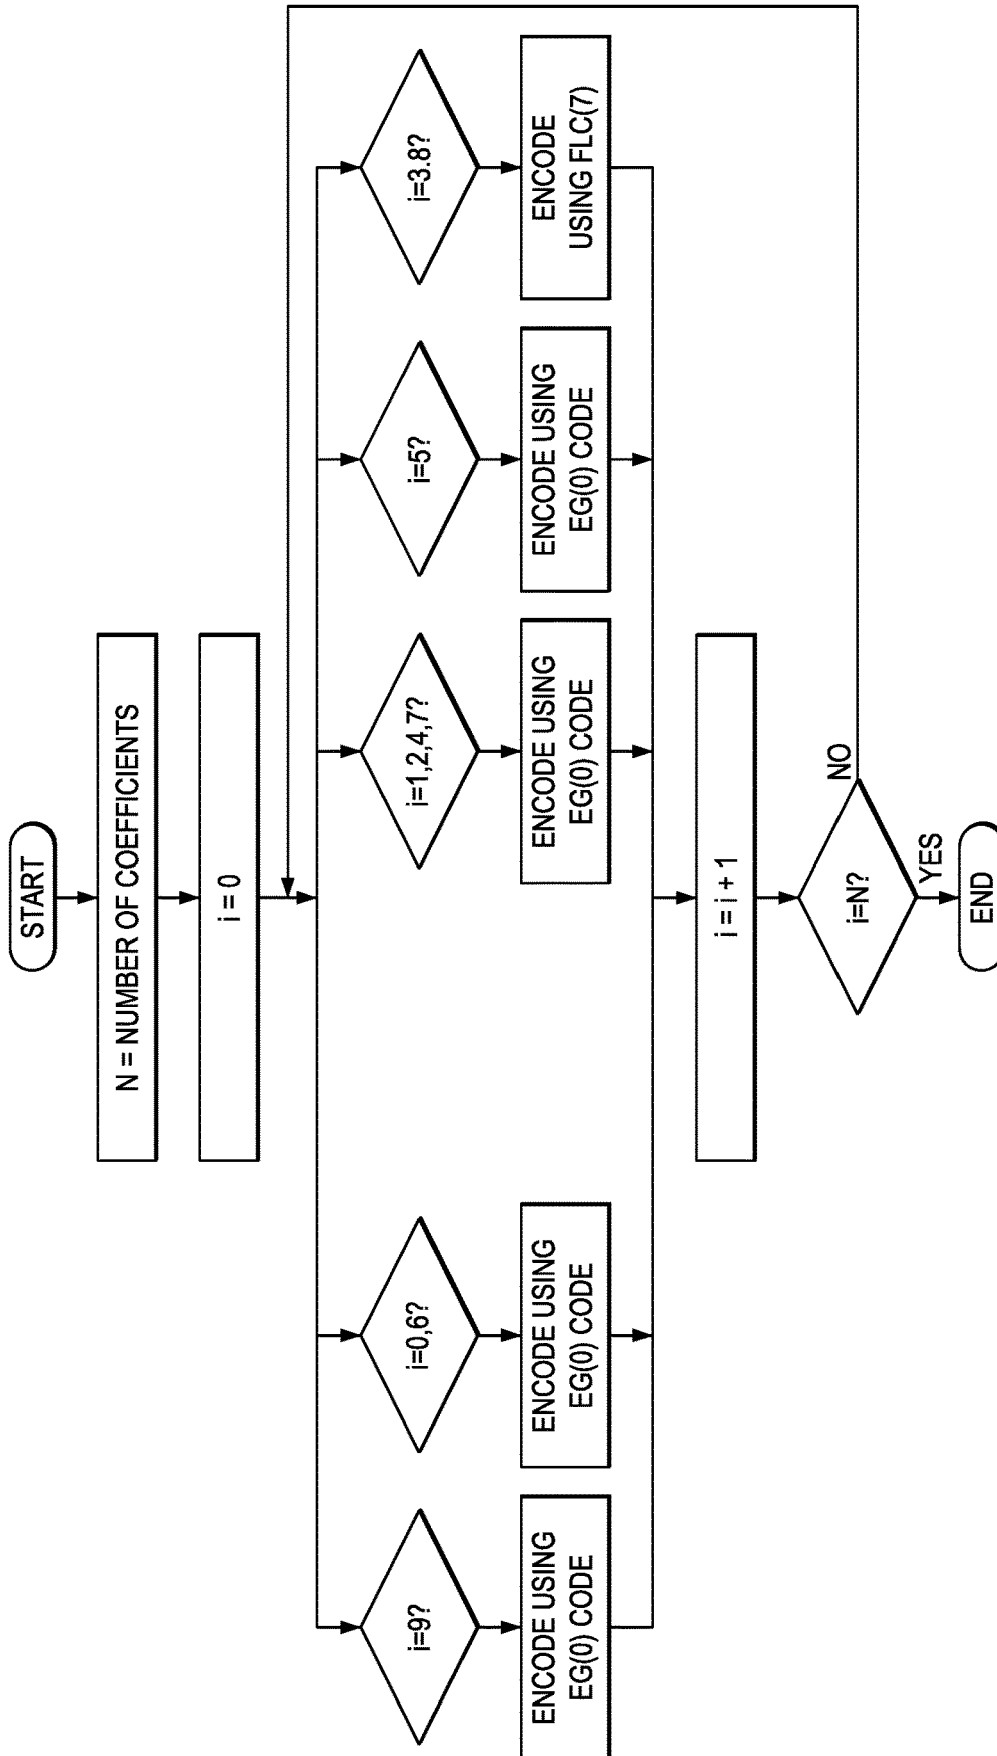 START
N = NUMBER OF COEFFICIENTS
i = 0
i=9?
i=0,6?
i=1,2,4,7?
i=5?
i=3.8?
ENCODE USING
EG(0) CODE
ENCODE USING
EG(0) CODE
ENCODE USING
EG(0) CODE
ENCODE USING
EG(0) CODE
ENCODE
USING FLC(7)
i = i + 1
i=N?
NO
YES
END